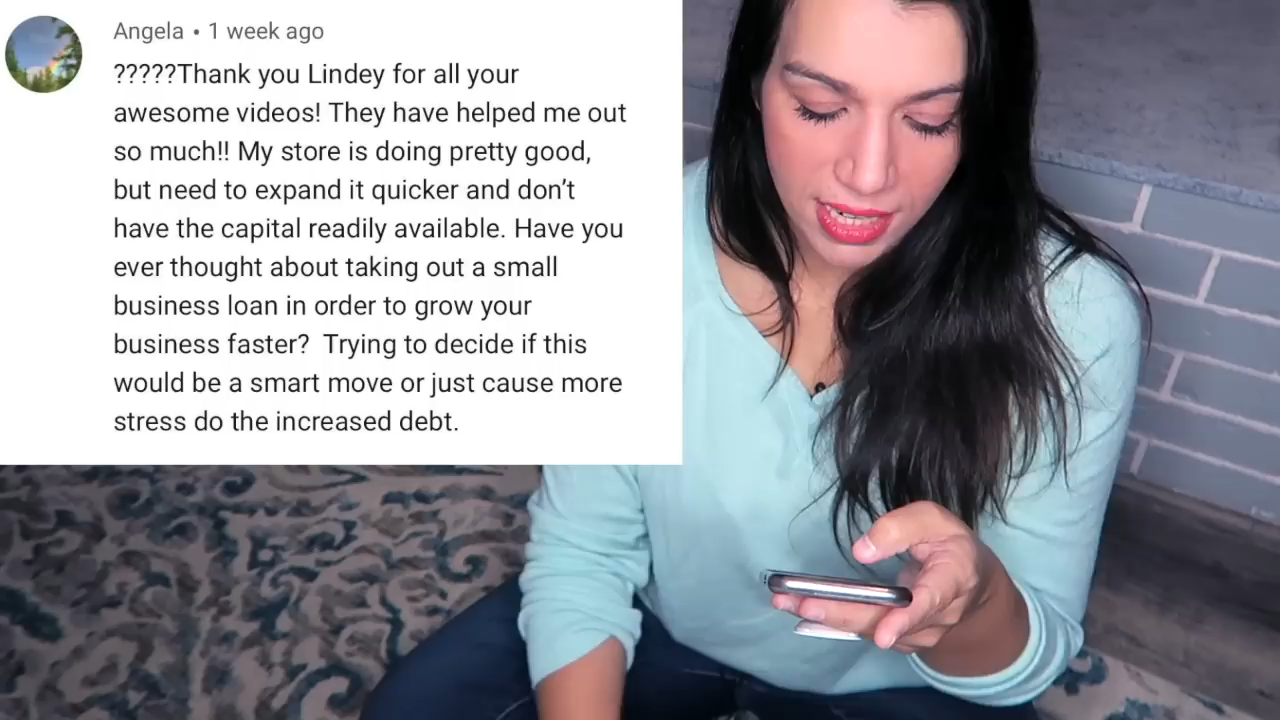 Angela • 1 week ago
?????Thank you Lindey for all your
awesome videos! They have helped me out
so much!! My store is doing pretty good,
but need to expand it quicker and don’t
have the capital readily available. Have you
ever thought about taking out a small
business loan in order to grow your
business faster?  Trying to decide if this
would be a smart move or just cause more
stress do the increased debt.